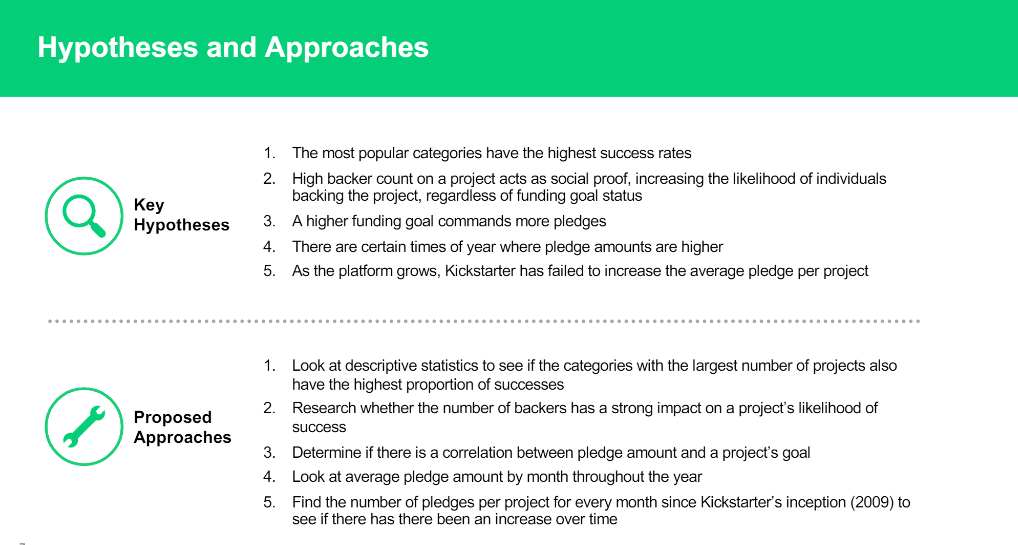 Hypotheses and Approaches
Key
Hypotheses
1. The most popular categories have the highest success rates
2. High backer count on a project acts as social proof, increasing the likelihood of individuals
backing the project, regardless of funding goal status
3. A higher funding goal commands more pledges
4. There are certain times of year where pledge amounts are higher
5. As the platform grows, Kickstarter has failed to increase the average pledge per project
Proposed
Approaches
1. Look at descriptive statistics to see if the categories with the largest number of projects also
have the highest proportion of successes
2. Research whether the number of backers has a strong impact on a project's likelihood of
success
3. Determine if there is a correlation between pledge amount and a project's goal
4. Look at average pledge amount by month throughout the year
5. Find the number of pledges per project for every month since Kickstarter's inception (2009) to
see if there has there been an increase over time